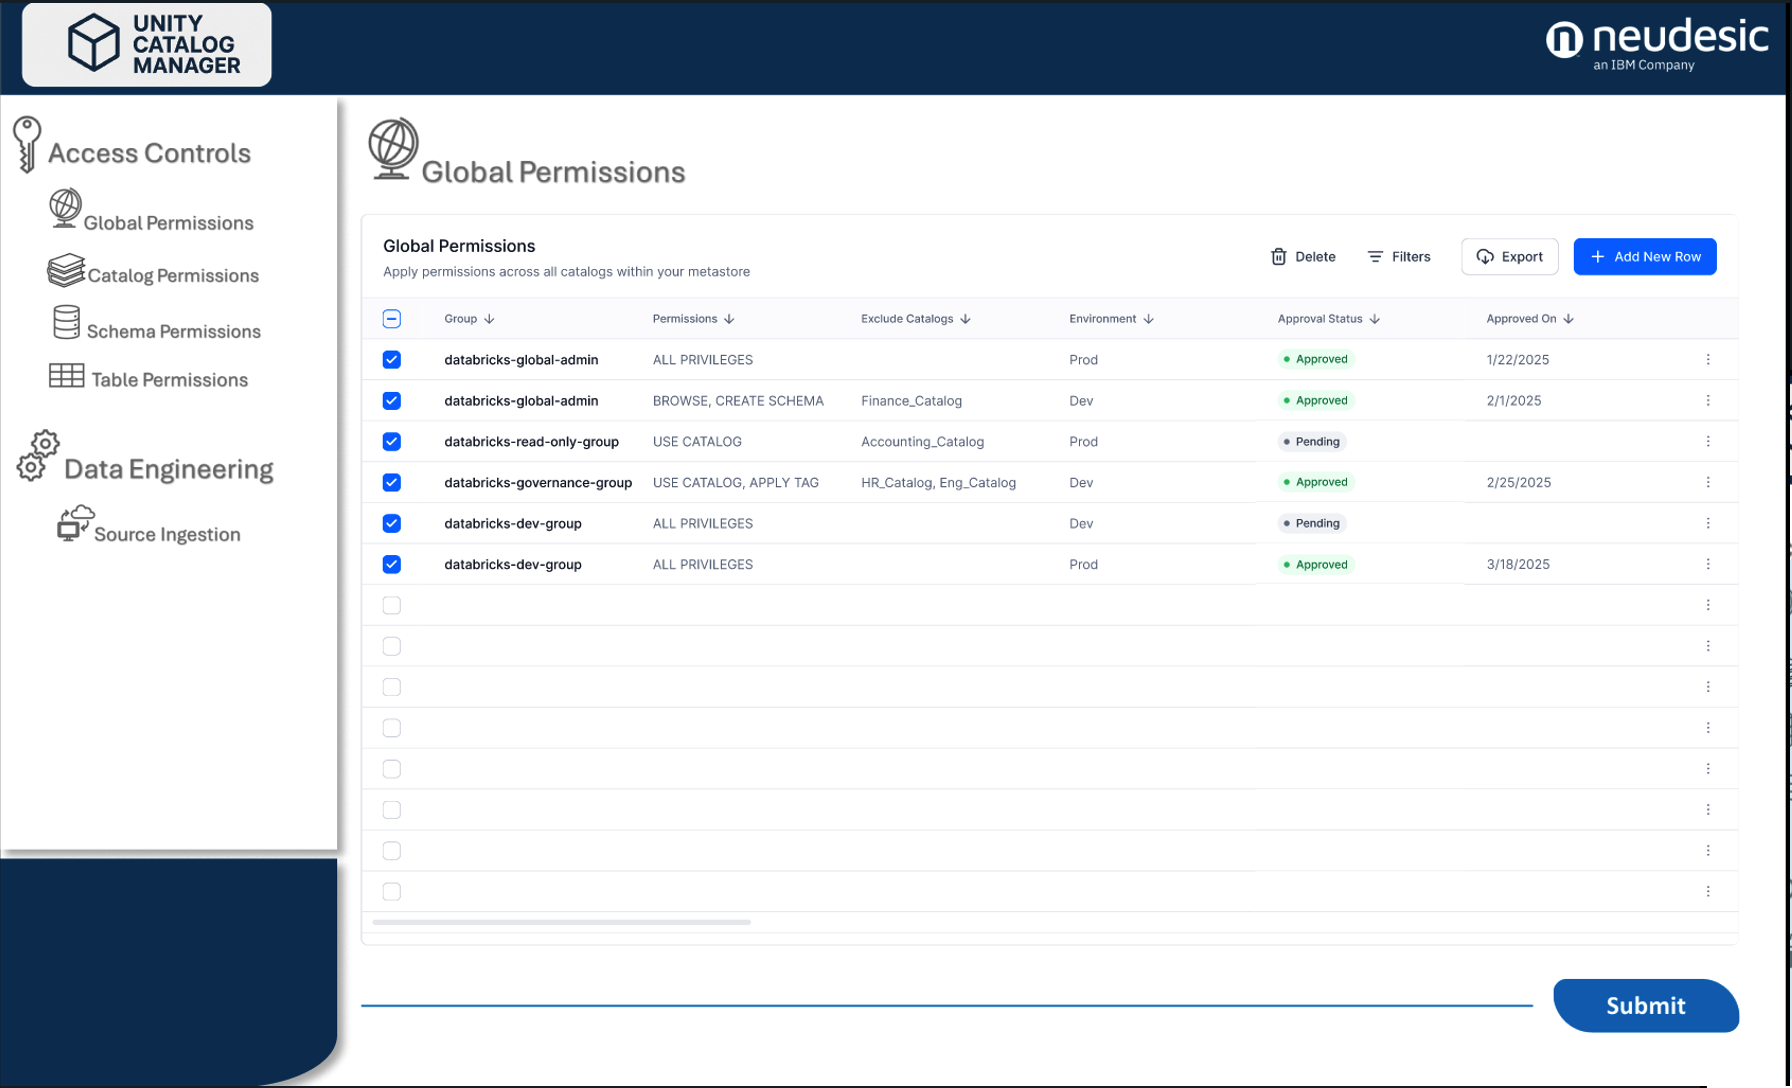 UNITY
CATALOG
MANAGER
neudesic
an IBM Company
Access Controls
Global Permissions
Catalog Permissions
Schema Permissions
Table Permissions
Data Engineering
Source Ingestion
Global Permissions
Global Permissions
Apply permissions across all catalogs within your metastore
Delete Filters Export + Add New Row
Group Permissions Exclude Catalogs Environment Approval Status Approved On
databricks-global-admin ALL PRIVILEGES Prod Approved 1/22/2025
databricks-global-admin BROWSE, CREATE SCHEMA Finance_Catalog Dev Approved 2/1/2025
databricks-read-only-group USE CATALOG Accounting_Catalog Prod Pending
databricks-governance-group USE CATALOG, APPLY TAG HR_Catalog, Eng_Catalog Dev Approved 2/25/2025
databricks-dev-group ALL PRIVILEGES Dev Pending
databricks-dev-group ALL PRIVILEGES Prod Approved 3/18/2025
Submit